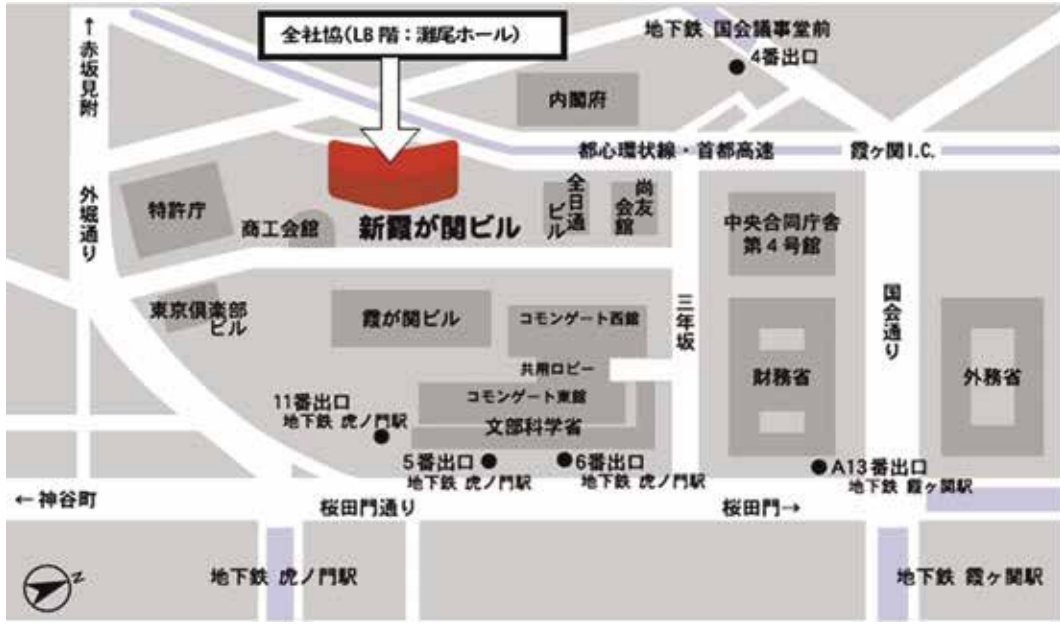 ↑赤坂見附
全社協(LB階：灘尾ホール)
地下鉄 国会議事堂前
4番出口
内閣府
都心環状線・首都高速
霞ヶ関I.C.
外堀通り
特許庁
商工会館
新霞が関ビル
全日通
ビル
尚友
会館
中央合同庁舎
第4号館
東京倶楽部
ビル
霞が関ビル
コモンゲート西館
三年坂
国会通り
共用ロビー
財務省
外務省
コモンゲート東館
11番出口
地下鉄 虎ノ門駅
文部科学省
5番出口
地下鉄 虎ノ門駅
6番出口
地下鉄 虎ノ門駅
A13番出口
地下鉄 霞ヶ関駅
←神谷町
桜田門通り
桜田門→
地下鉄 虎ノ門駅
地下鉄 霞ヶ関駅
N